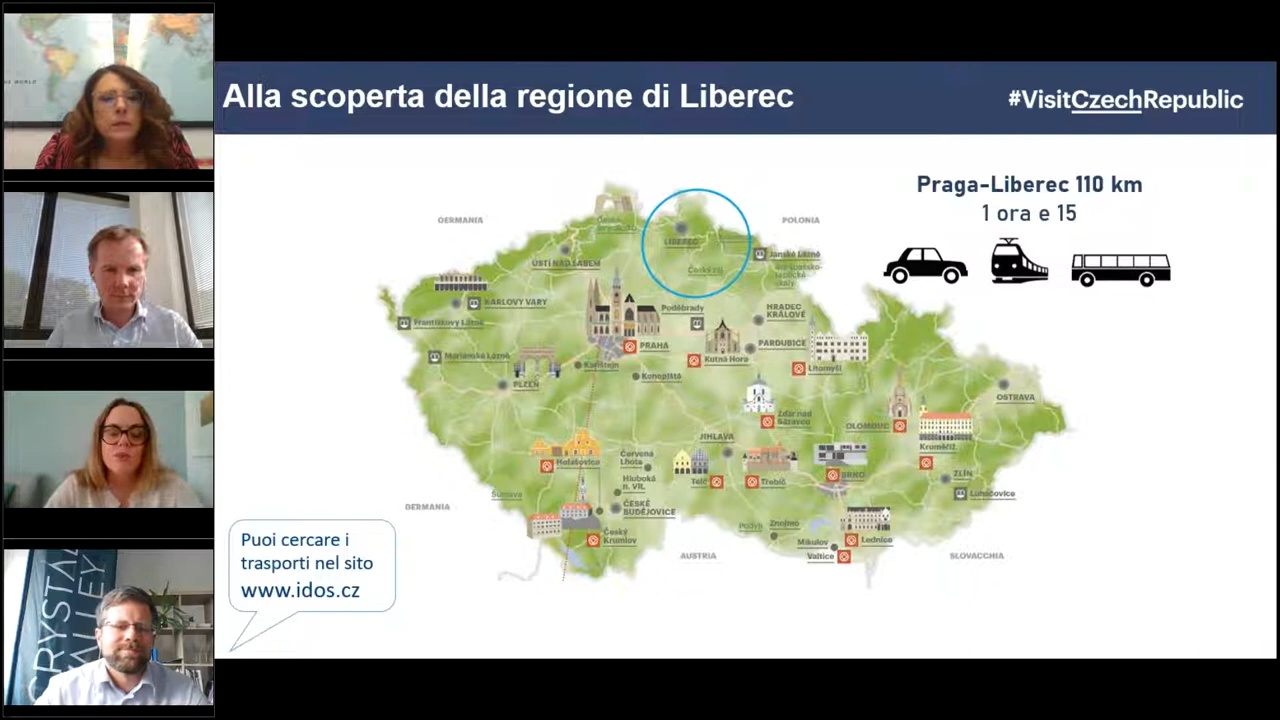 Alla scoperta della regione di Liberec
#VisitCzechRepublic
Praga-Liberec 110 km
1 ora e 15
GERMANIA
POLONIA
LIBEREC
Český ráj
Janské Lázně
ÚSTÍ NAD LABEM
KARLOVY VARY
Františkovy Lázně
Poděbrady
HRADEC
KRÁLOVÉ
PRAHA
Kutná Hora
PARDUBICE
Litomyšl
Mariánské Lázně
PLZEŇ
Karlštejn
Konopiště
OSTRAVA
Žďár nad
Sázavou
OLOMOUC
JIHLAVA
Kroměříž
Holašovice
Červená
Lhota
Telč
Třebíč
BRNO
ZLÍN
Hluboká
n. Vlt.
Luhačovice
Šumava
GERMANIA
ČESKÉ
BUDĚJOVICE
Český
Krumlov
Podyjí
Znojmo
Mikulov
Lednice
Valtice
AUSTRIA
SLOVACCHIA
Puoi cercare i
trasporti nel sito
www.idos.cz
CRYSTAL
VALLEY
WORLD